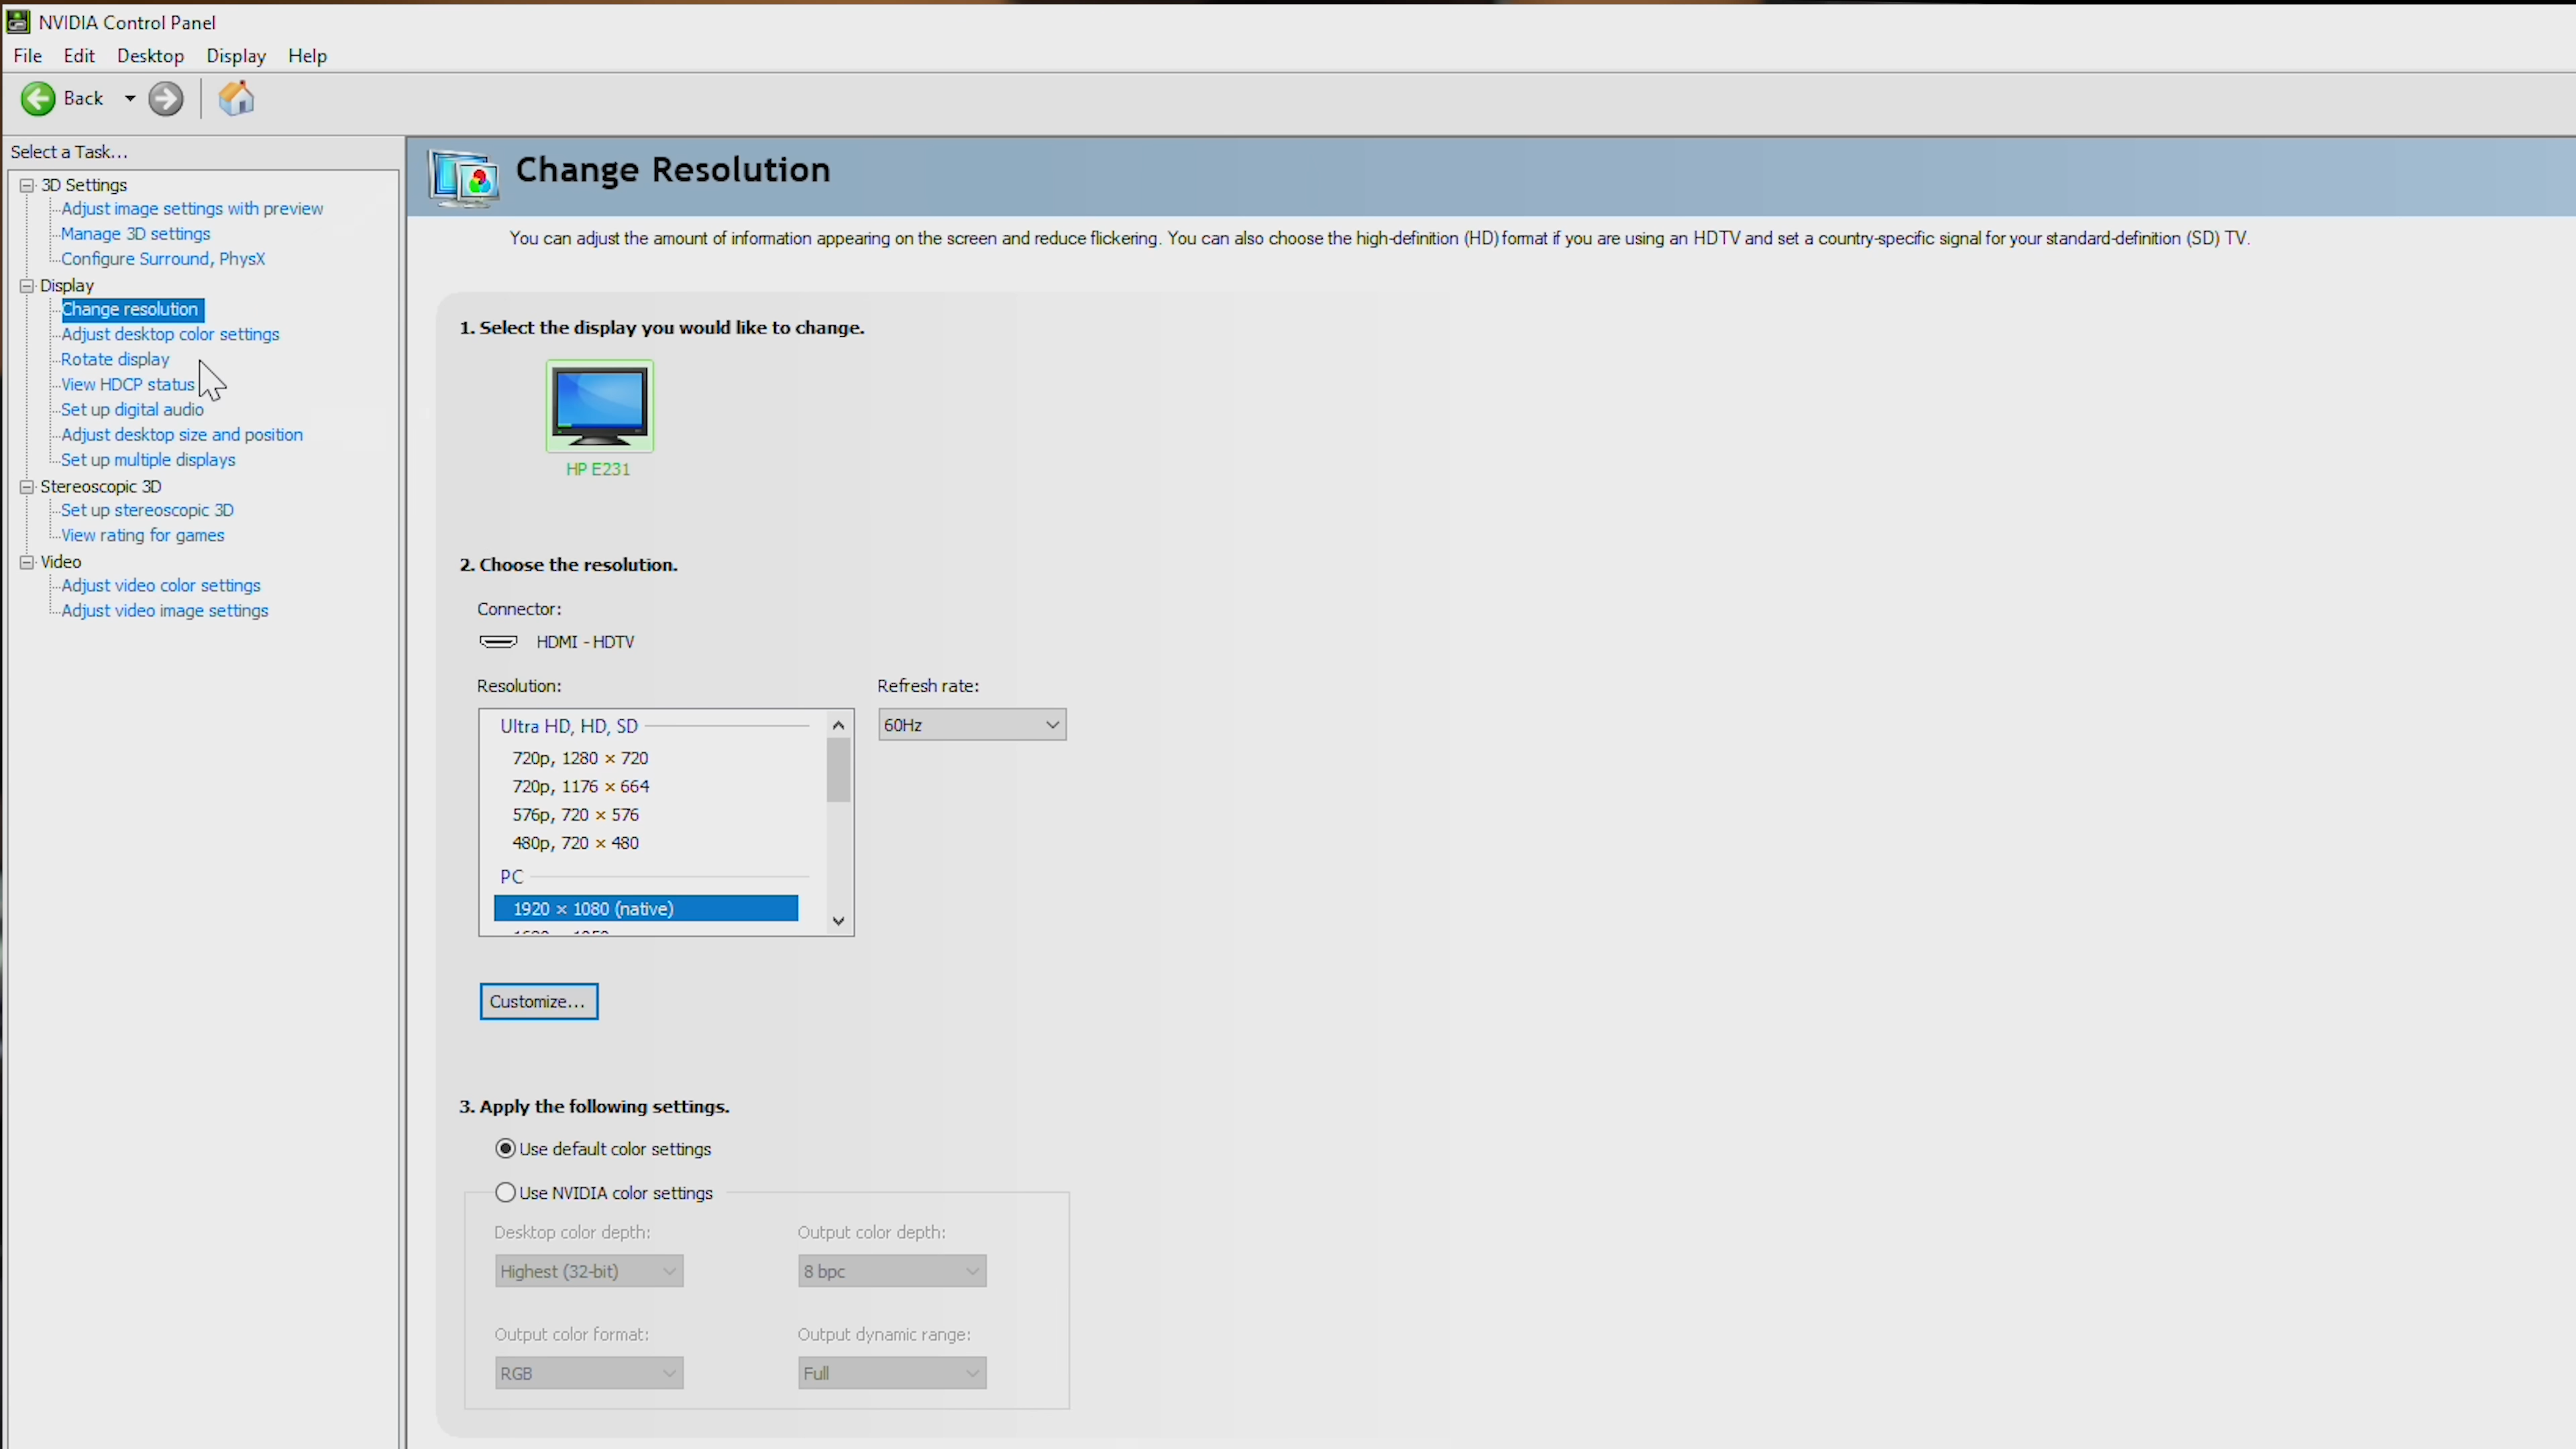 NVIDIA Control Panel
File Edit Desktop Display Help
Back
Select a Task...
3D Settings
Adjust image settings with preview
Manage 3D settings
Configure Surround, PhysX
Display
Change resolution
Adjust desktop color settings
Rotate display
View HDCP status
Set up digital audio
Adjust desktop size and position
Set up multiple displays
Stereoscopic 3D
Set up stereoscopic 3D
View rating for games
Video
Adjust video color settings
Adjust video image settings
Change Resolution
You can adjust the amount of information appearing on the screen and reduce flickering. You can also choose the high-definition (HD) format if you are using an HDTV and set a country-specific signal for your standard-definition (SD) TV.
1. Select the display you would like to change.
HP E231
2. Choose the resolution.
Connector:
HDMI - HDTV
Resolution:
Refresh rate:
Ultra HD, HD, SD
60Hz
720p, 1280 × 720
720p, 1176 × 664
576p, 720 × 576
480p, 720 × 480
PC
1920 × 1080 (native)
Customize...
3. Apply the following settings.
Use default color settings
Use NVIDIA color settings
Desktop color depth:
Output color depth:
Highest (32-bit)
8 bpc
Output color format:
Output dynamic range:
RGB
Full